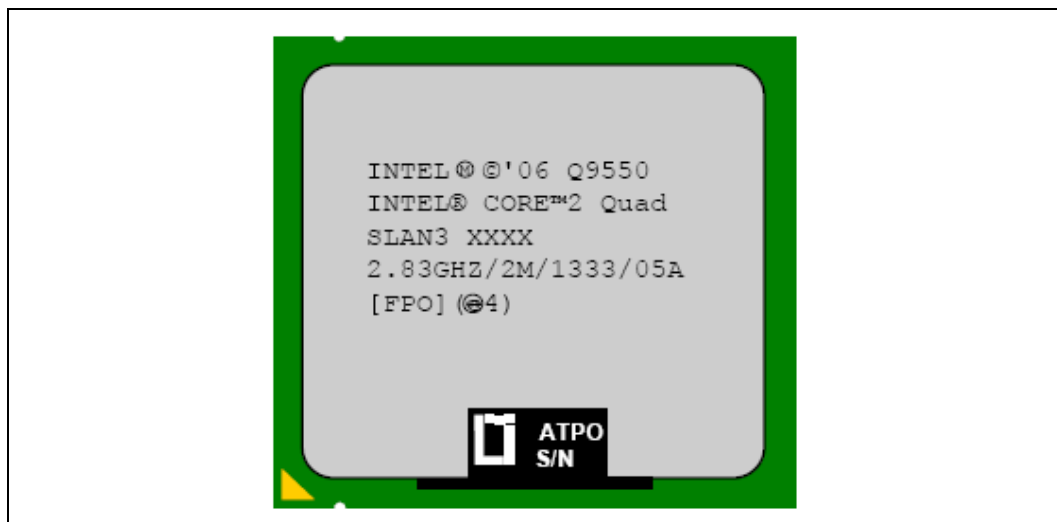 INTEL Ⓜ ©'06 Q9550
INTEL® CORE™2 Quad
SLAN3 XXXX
2.83GHZ/2M/1333/05A
[FPO](ⓔ4)
ATPO
S/N